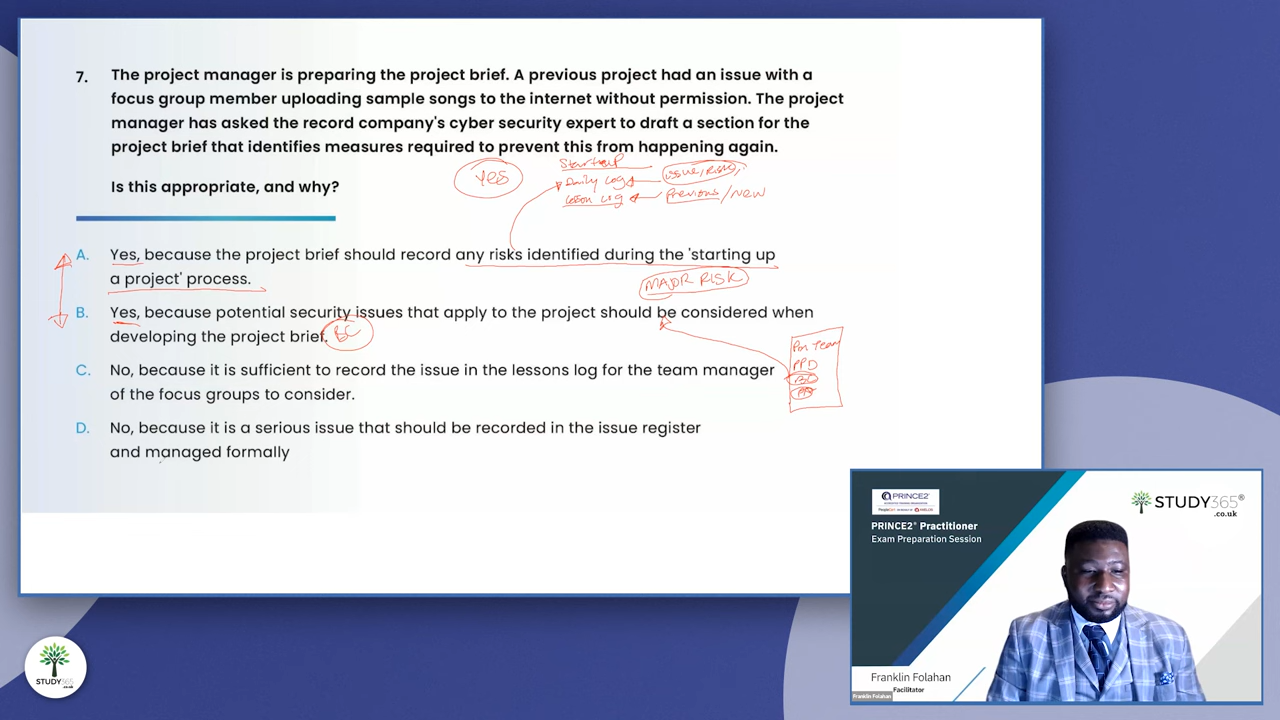 7. The project manager is preparing the project brief. A previous project had an issue with a
focus group member uploading sample songs to the internet without permission. The project
manager has asked the record company's cyber security expert to draft a section for the
project brief that identifies measures required to prevent this from happening again.
Yes
Daily Log
issue, risk,
Previous / New
Is this appropriate, and why?
A. Yes, because the project brief should record any risks identified during the 'starting up
a project' process.
MAJOR RISK
B. Yes, because potential security issues that apply to the project should be considered when
developing the project brief.
BC
Pm Team
PPD
C. No, because it is sufficient to record the issue in the lessons log for the team manager
of the focus groups to consider.
D. No, because it is a serious issue that should be recorded in the issue register
and managed formally
PRINCE2®
PRINCE2® Practitioner
Exam Preparation Session
STUDY365®
.co.uk
Franklin Folahan
Facilitator
Franklin Folahan
STUDY365
.co.uk